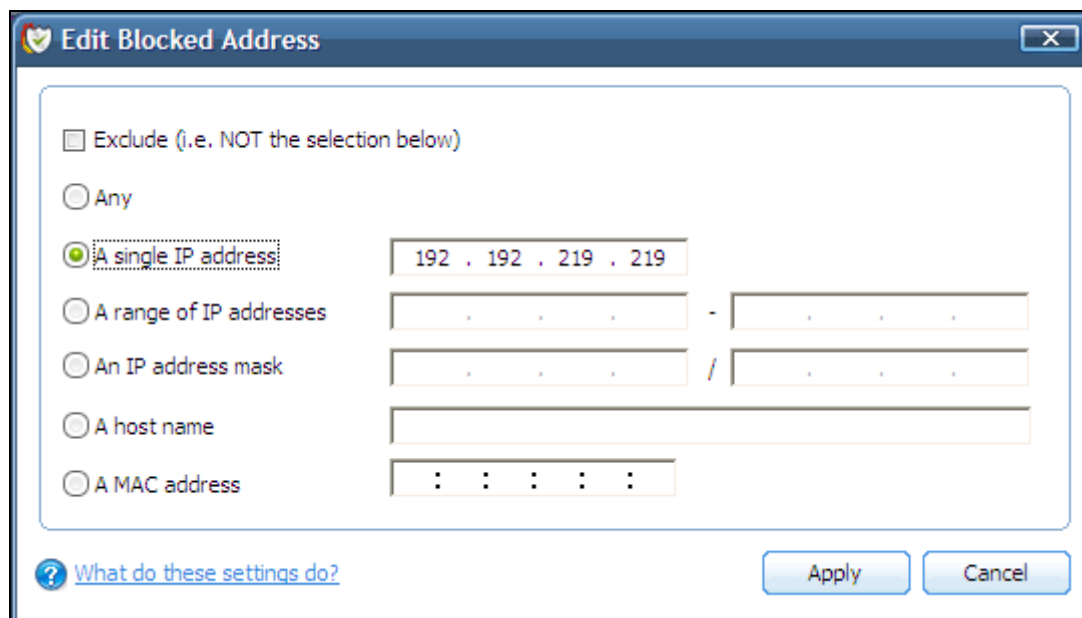 Edit Blocked Address
Exclude (i.e. NOT the selection below)
Any
A single IP address 192 . 192 . 219 . 219
A range of IP addresses . . . - . . .
An IP address mask . . . / . . .
A host name
A MAC address : : : : :
What do these settings do? Apply Cancel